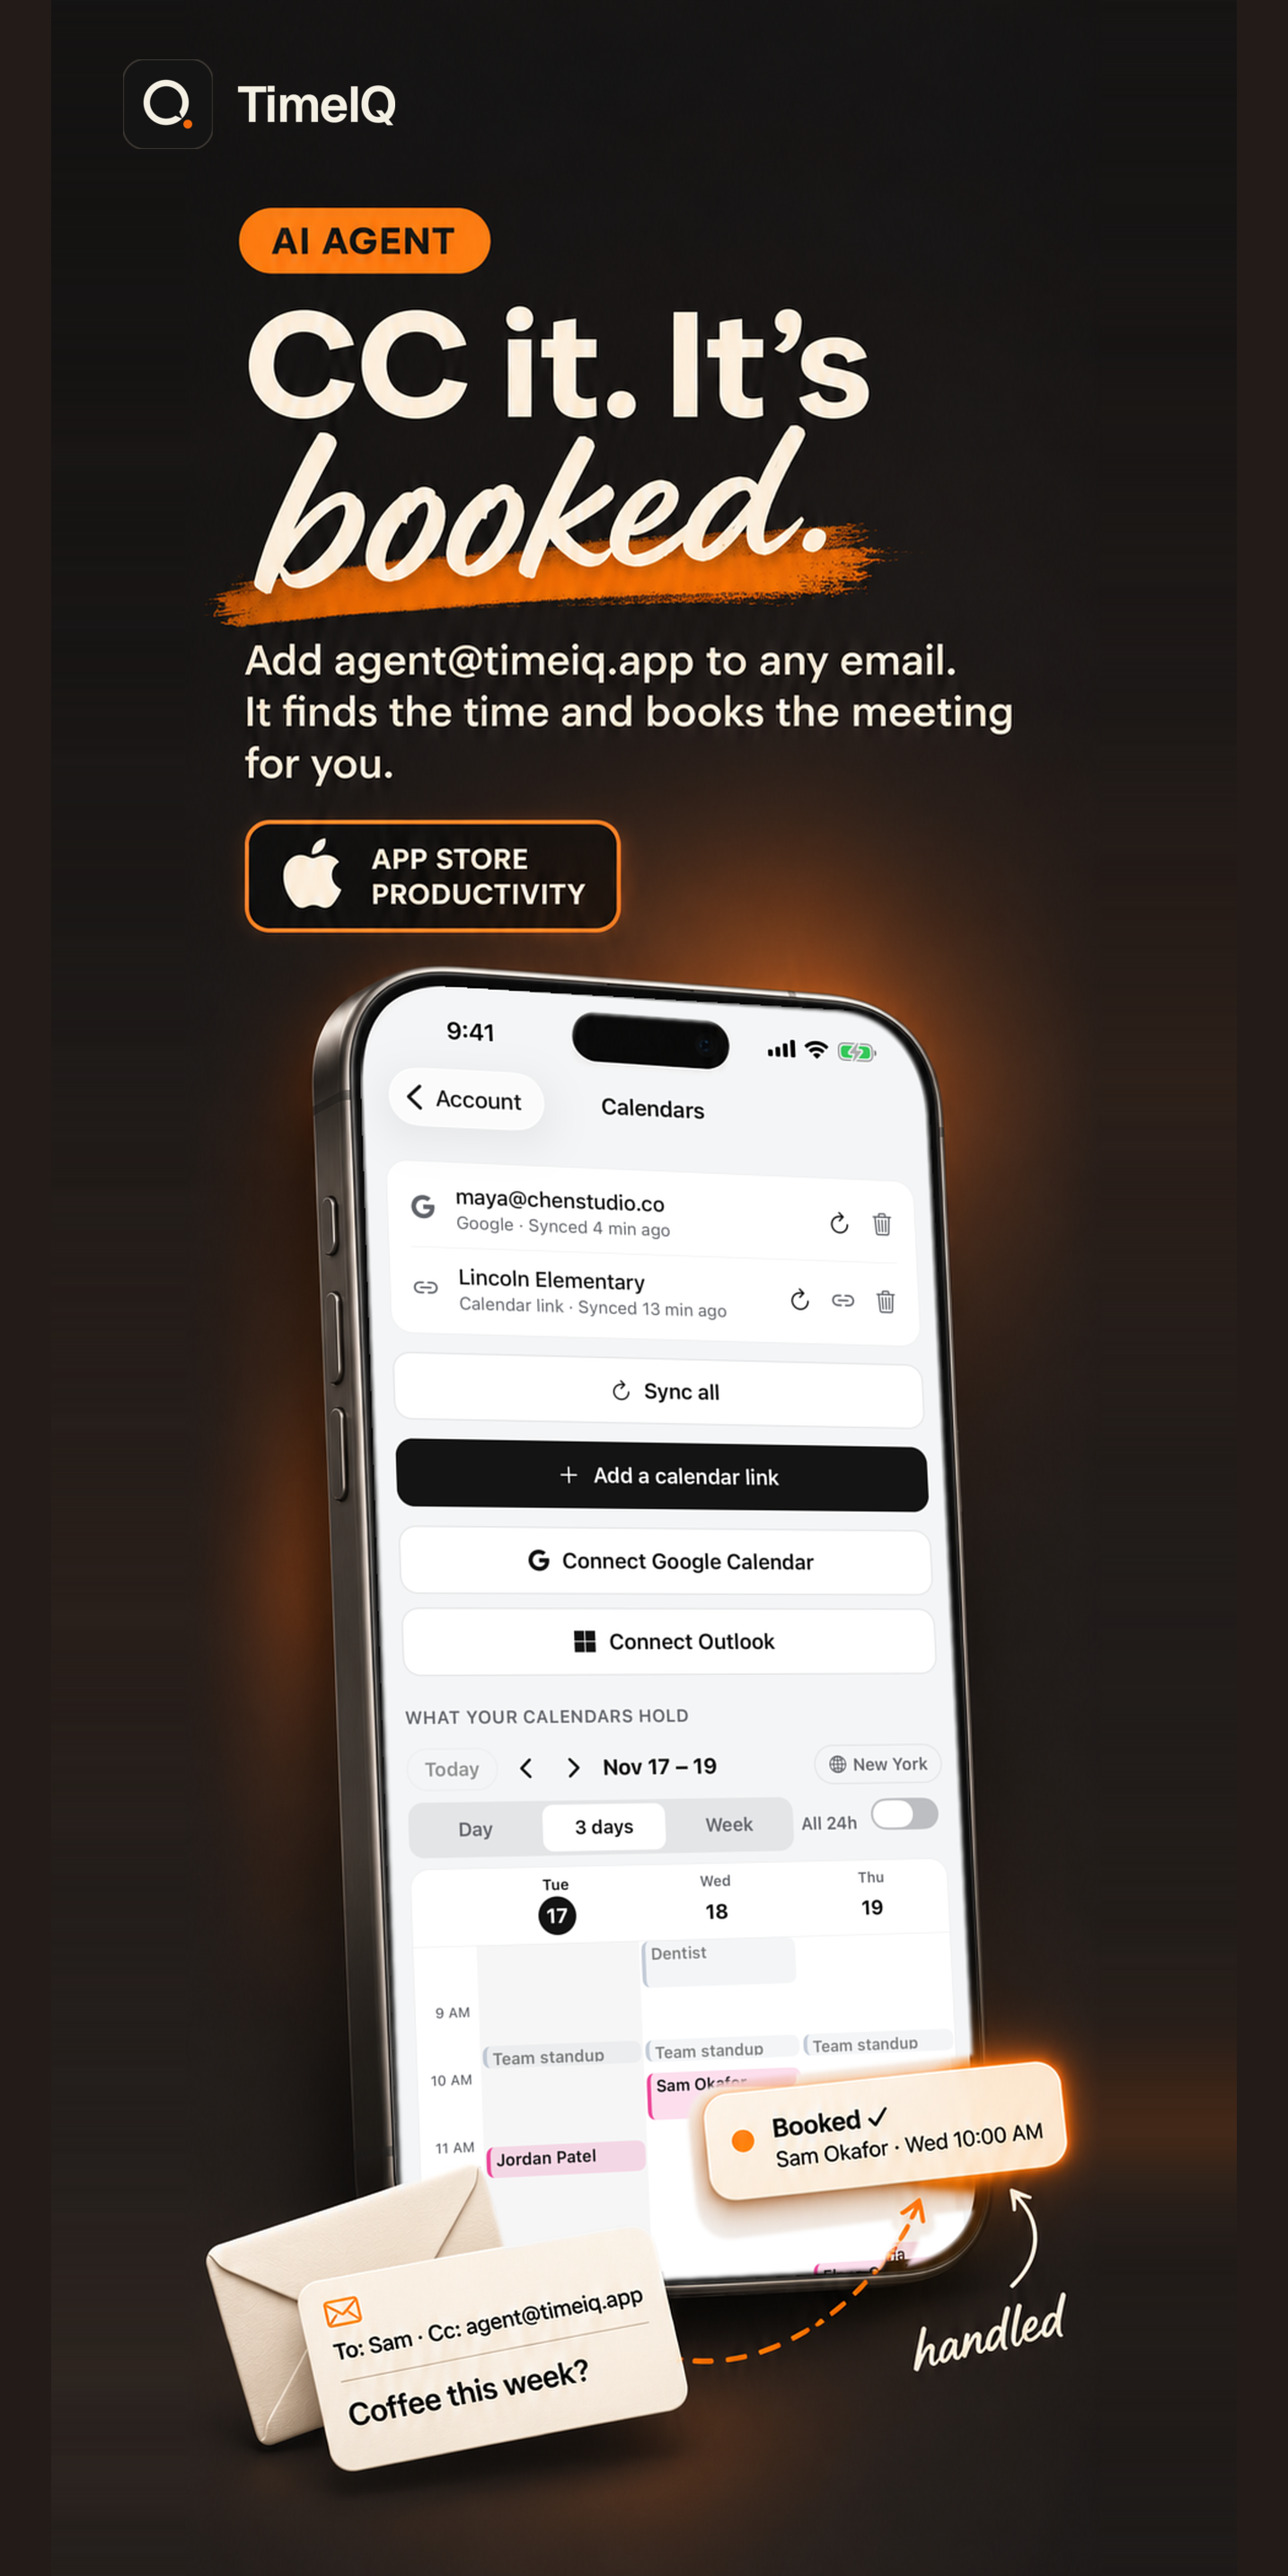 TimeIQ
AI AGENT
CC it. It's
booked.
Add agent@timeiq.app to any email.
It finds the time and books the meeting
for you.
APP STORE
PRODUCTIVITY
9:41
Account
Calendars
maya@chenstudio.co
Google · Synced 4 min ago
Lincoln Elementary
Calendar link · Synced 13 min ago
Sync all
+ Add a calendar link
G Connect Google Calendar
Connect Outlook
WHAT YOUR CALENDARS HOLD
Today
Nov 17 – 19
New York
Day
3 days
Week
All 24h
Tue
Wed
Thu
17
18
19
Dentist
9 AM
Team standup
Team standup
Team standup
10 AM
Sam Okafor
11 AM
Jordan Patel
Booked ✓
Sam Okafor · Wed 10:00 AM
handled
To: Sam · Cc: agent@timeiq.app
Coffee this week?